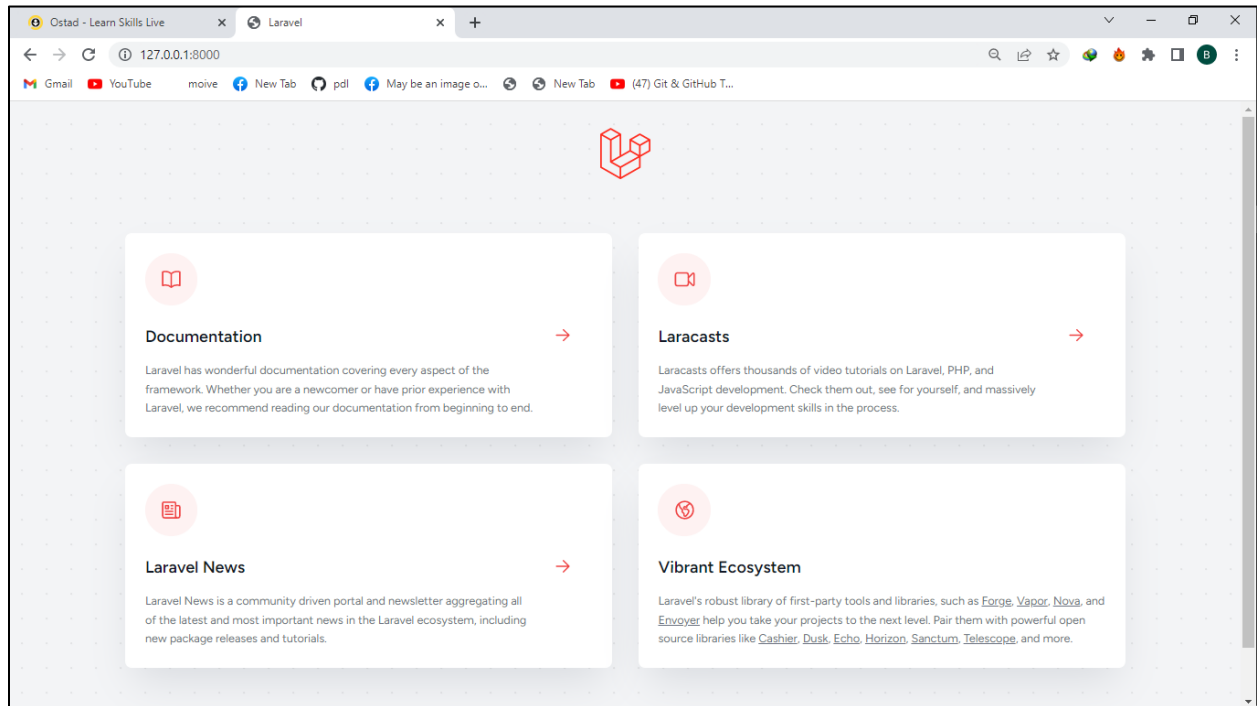 Ostad - Learn Skills Live
Laravel
127.0.0.1:8000
B
Gmail
YouTube
moive
New Tab
pdl
May be an image o...
New Tab
(47) Git & GitHub T...
Documentation
Laravel has wonderful documentation covering every aspect of the
framework. Whether you are a newcomer or have prior experience with
Laravel, we recommend reading our documentation from beginning to end.
Laracasts
Laracasts offers thousands of video tutorials on Laravel, PHP, and
JavaScript development. Check them out, see for yourself, and massively
level up your development skills in the process.
Laravel News
Laravel News is a community driven portal and newsletter aggregating all
of the latest and most important news in the Laravel ecosystem, including
new package releases and tutorials.
Vibrant Ecosystem
Laravel's robust library of first-party tools and libraries, such as Forge, Vapor, Nova, and
Envoyer help you take your projects to the next level. Pair them with powerful open
source libraries like Cashier, Dusk, Echo, Horizon, Sanctum, Telescope, and more.